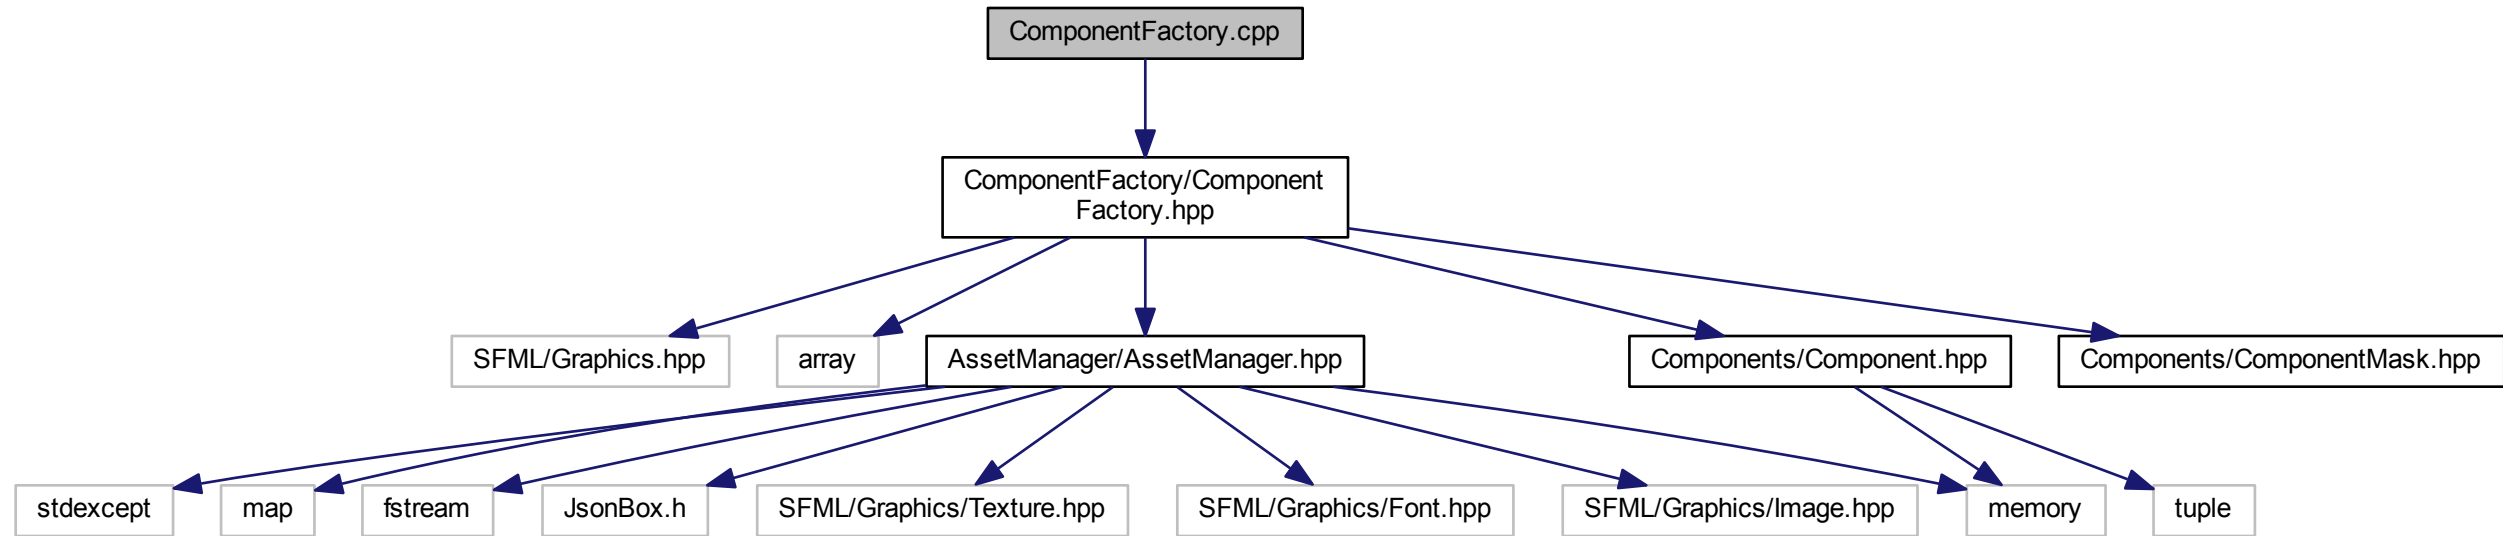 ComponentFactory.cpp
ComponentFactory/Component
Factory.hpp
SFML/Graphics.hpp
array
AssetManager/AssetManager.hpp
Components/Component.hpp
Components/ComponentMask.hpp
stdexcept
map
fstream
JsonBox.h
SFML/Graphics/Texture.hpp
SFML/Graphics/Font.hpp
SFML/Graphics/Image.hpp
memory
tuple